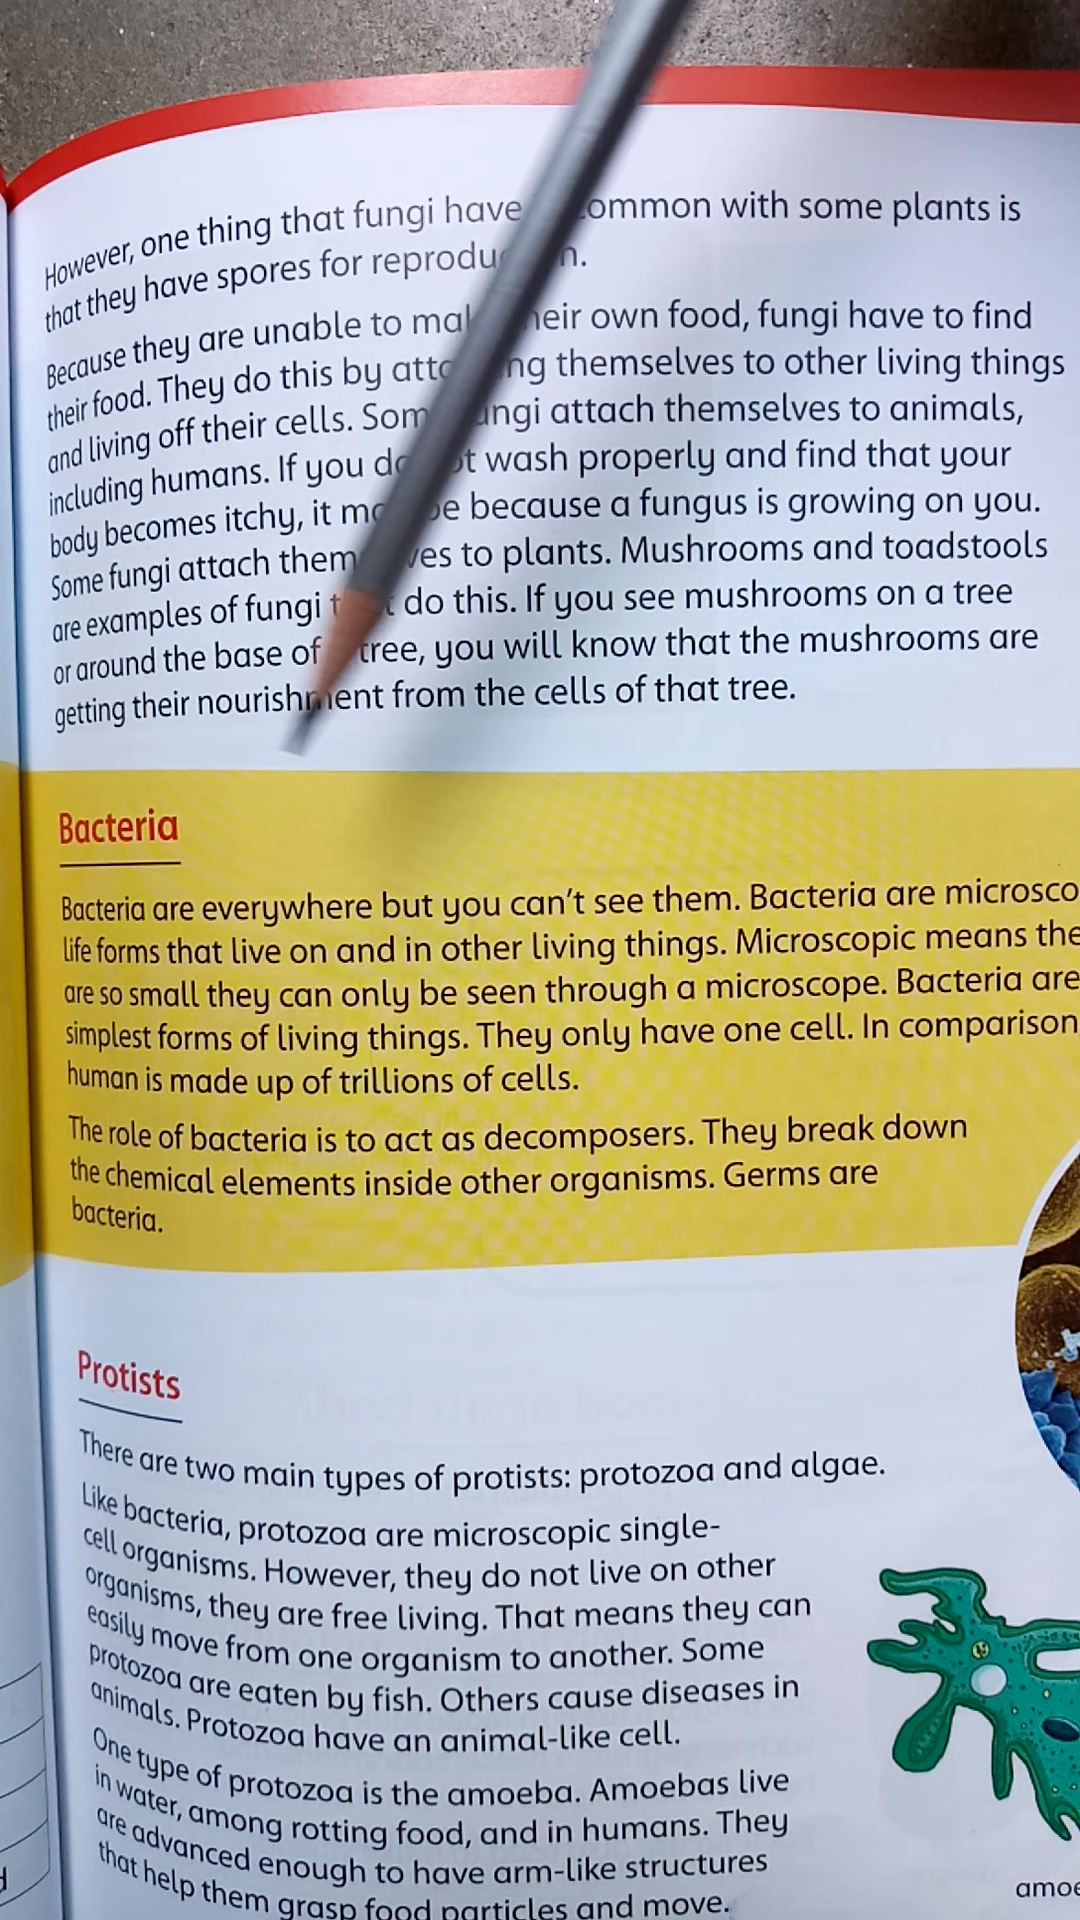 However, one thing that fungi have common with some plants is
that they have spores for reproduction.
Because they are unable to make their own food, fungi have to find
their food. They do this by attaching themselves to other living things
and living off their cells. Some fungi attach themselves to animals,
including humans. If you do not wash properly and find that your
body becomes itchy, it may be because a fungus is growing on you.
Some fungi attach themselves to plants. Mushrooms and toadstools
are examples of fungi that do this. If you see mushrooms on a tree
or around the base of tree, you will know that the mushrooms are
getting their nourishment from the cells of that tree.
Bacteria
Bacteria are everywhere but you can't see them. Bacteria are microsco
life forms that live on and in other living things. Microscopic means the
are so small they can only be seen through a microscope. Bacteria are
simplest forms of living things. They only have one cell. In comparison
human is made up of trillions of cells.
The role of bacteria is to act as decomposers. They break down
the chemical elements inside other organisms. Germs are
bacteria.
Protists
There are two main types of protists: protozoa and algae.
Like bacteria, protozoa are microscopic single-
cell organisms. However, they do not live on other
organisms, they are free living. That means they can
easily move from one organism to another. Some
protozoa are eaten by fish. Others cause diseases in
animals. Protozoa have an animal-like cell.
One type of protozoa is the amoeba. Amoebas live
in water, among rotting food, and in humans. They
are advanced enough to have arm-like structures
that help them grasp food particles and move.
amoe